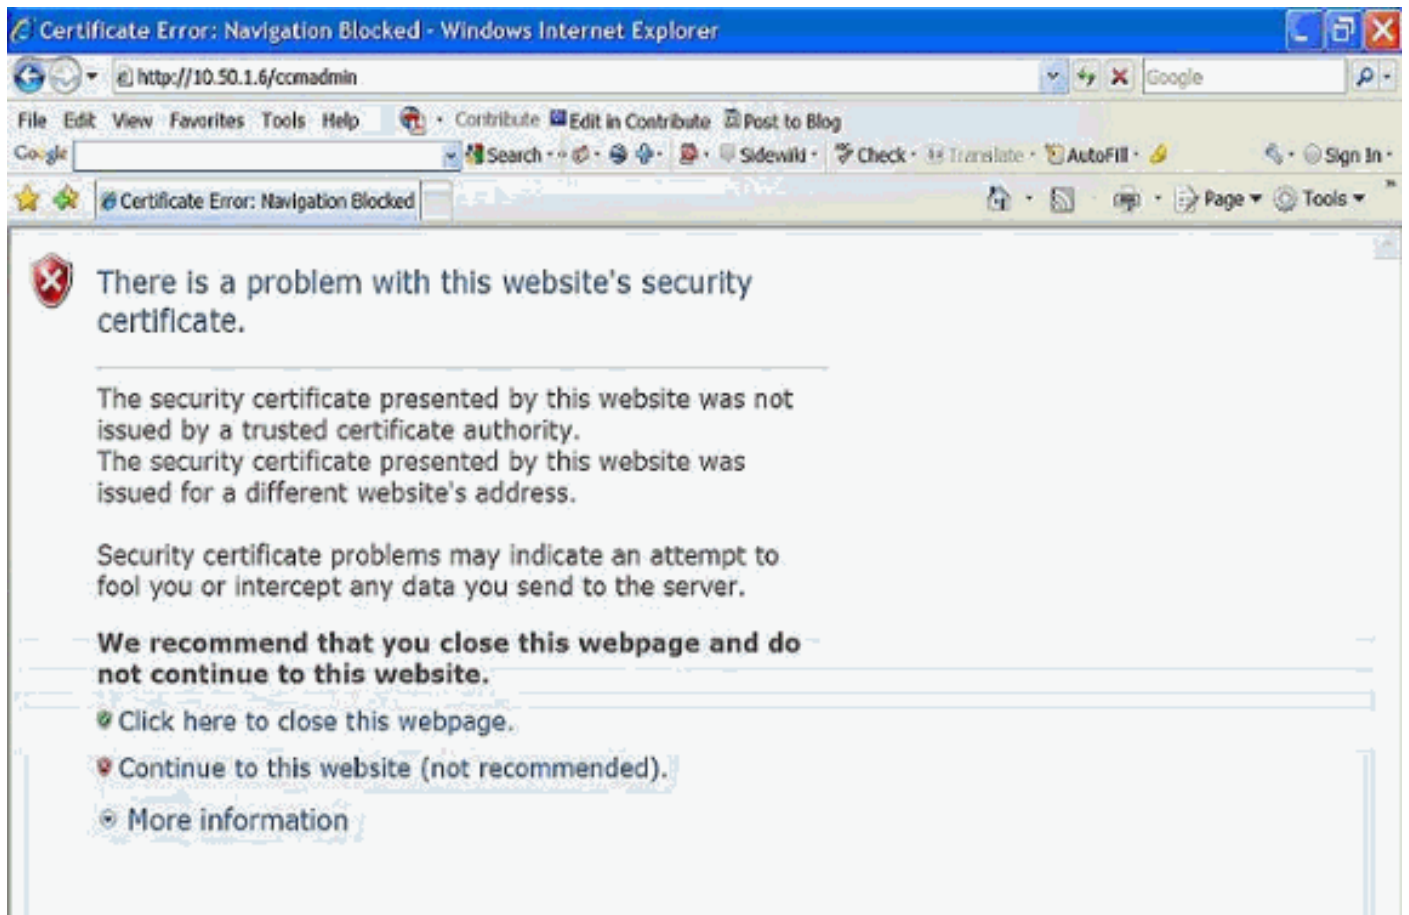 Certificate Error: Navigation Blocked - Windows Internet Explorer
http://10.50.1.6/ccmadmin
Google
File Edit View Favorites Tools Help Contribute Edit in Contribute Post to Blog
Google Search Sidewiki Check Translate AutoFill Sign In
Certificate Error: Navigation Blocked Page Tools
There is a problem with this website's security
certificate.
The security certificate presented by this website was not
issued by a trusted certificate authority.
The security certificate presented by this website was
issued for a different website's address.
Security certificate problems may indicate an attempt to
fool you or intercept any data you send to the server.
We recommend that you close this webpage and do
not continue to this website.
Click here to close this webpage.
Continue to this website (not recommended).
More information